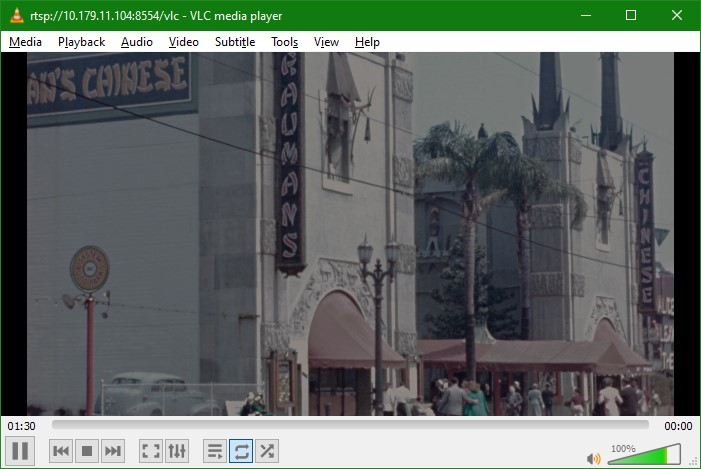 rtsp://10.179.11.104:8554/vlc - VLC media player
Media Playback Audio Video Subtitle Tools View Help
AN'S CHINESE
RAUMANS
CHINESE
01:30
00:00
100%